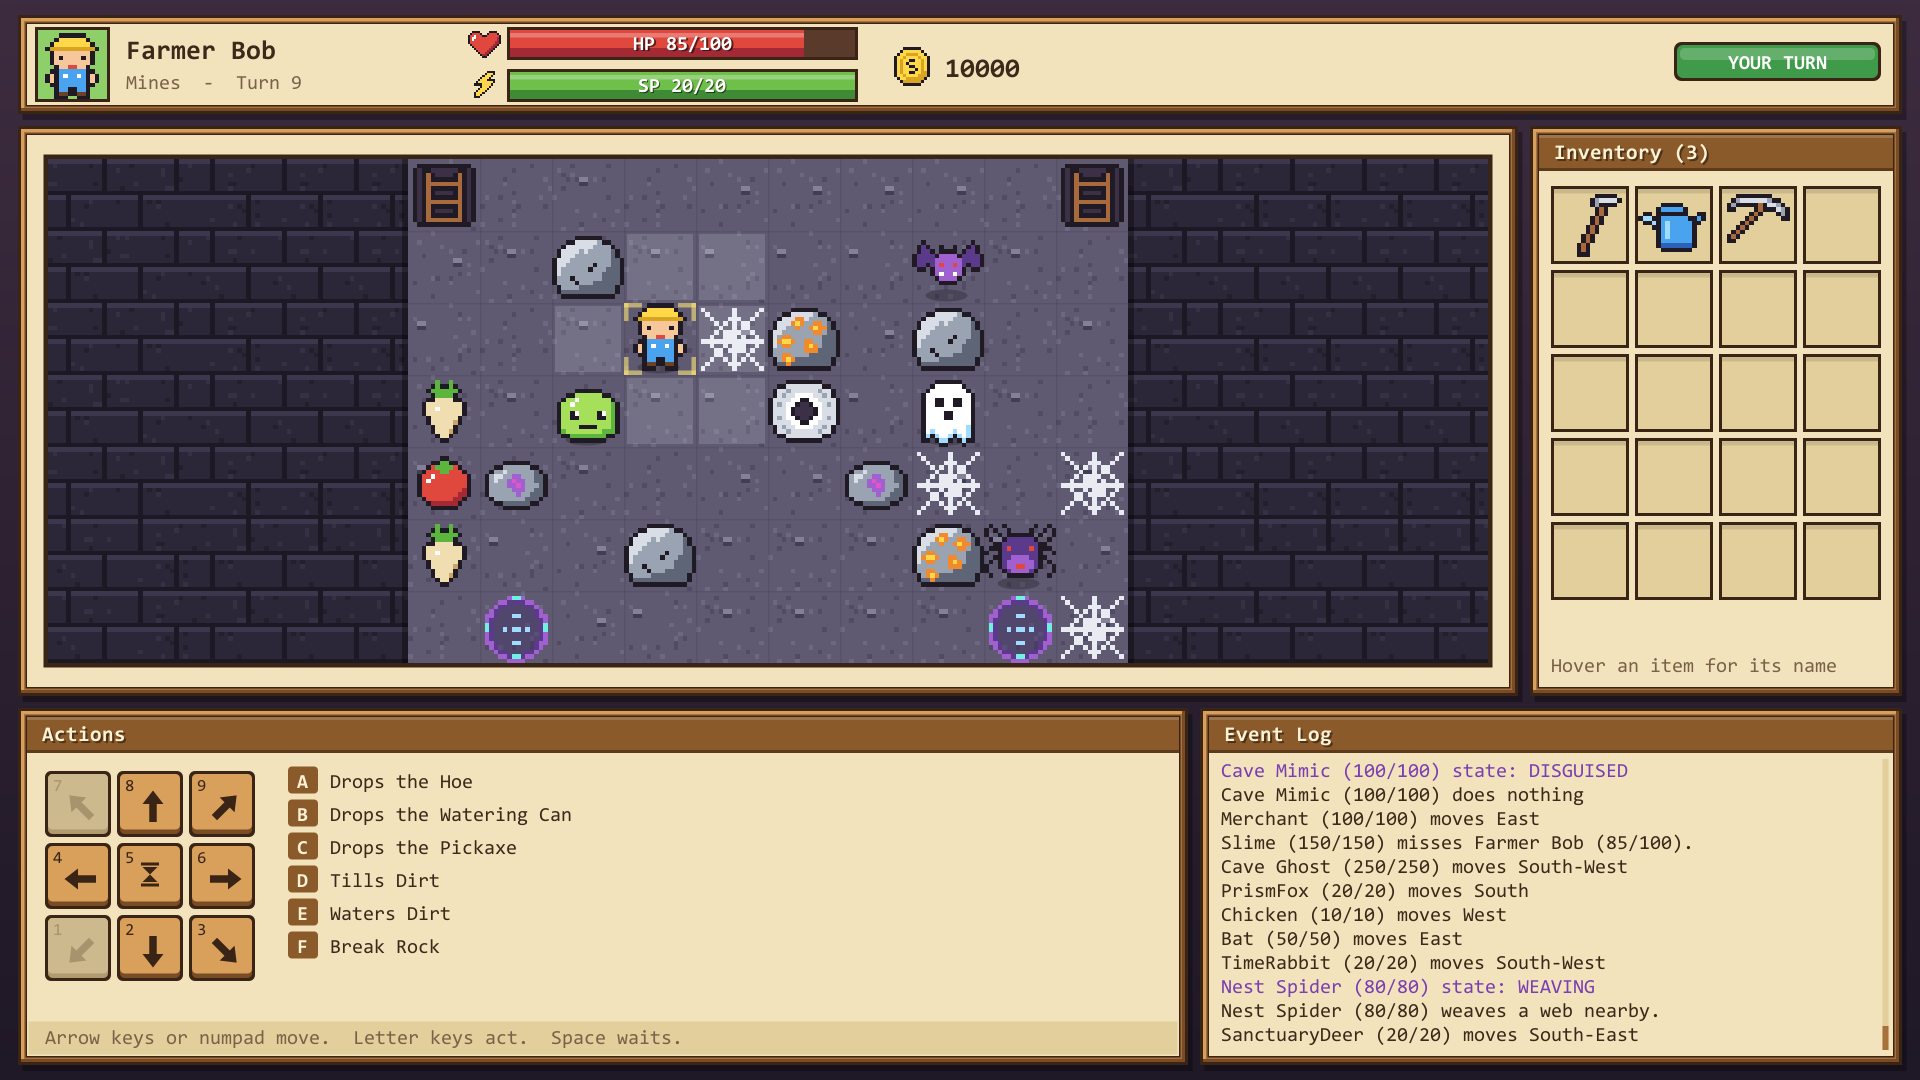 Farmer Bob
Mines - Turn 9
HP 85/100
SP 20/20
10000
YOUR TURN
Inventory (3)
Hover an item for its name
Actions
7
8
9
4
5
6
1
2
3
A Drops the Hoe
B Drops the Watering Can
C Drops the Pickaxe
D Tills Dirt
E Waters Dirt
F Break Rock
Arrow keys or numpad move. Letter keys act. Space waits.
Event Log
Cave Mimic (100/100) state: DISGUISED
Cave Mimic (100/100) does nothing
Merchant (100/100) moves East
Slime (150/150) misses Farmer Bob (85/100).
Cave Ghost (250/250) moves South-West
PrismFox (20/20) moves South
Chicken (10/10) moves West
Bat (50/50) moves East
TimeRabbit (20/20) moves South-West
Nest Spider (80/80) state: WEAVING
Nest Spider (80/80) weaves a web nearby.
SanctuaryDeer (20/20) moves South-East